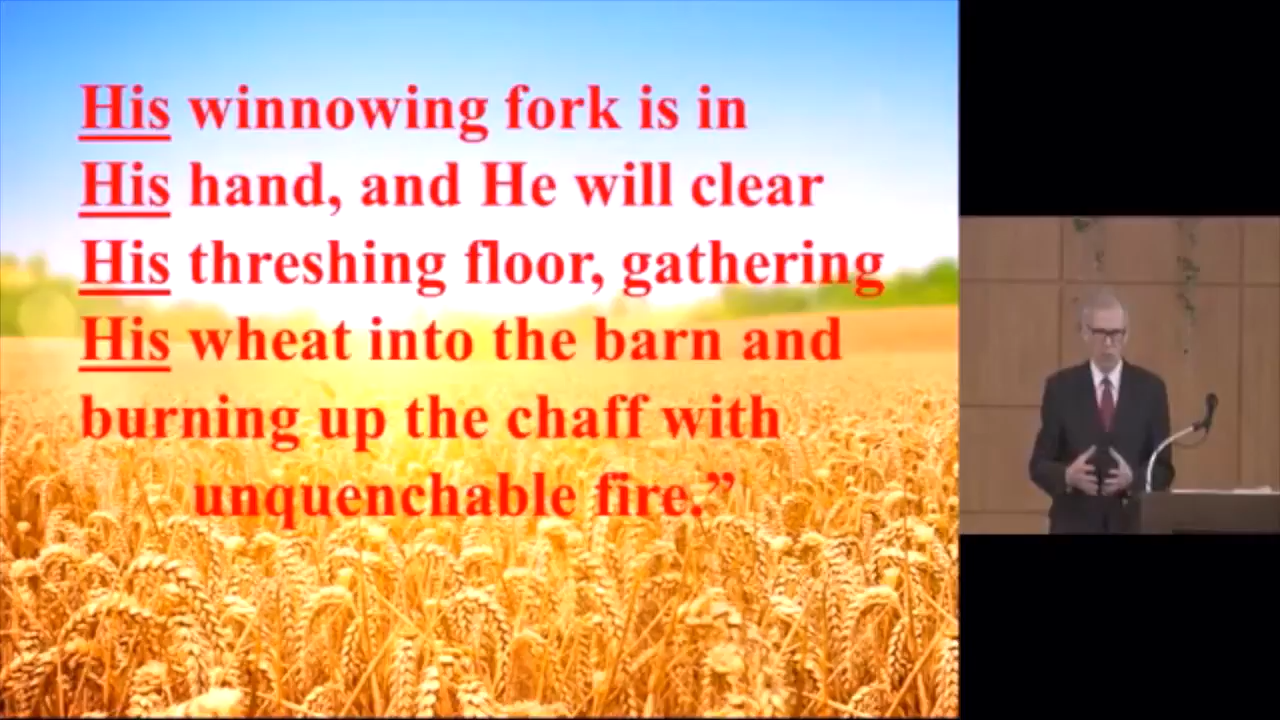 His winnowing fork is in
His hand, and He will clear
His threshing floor, gathering
His wheat into the barn and
burning up the chaff with
unquenchable fire.”